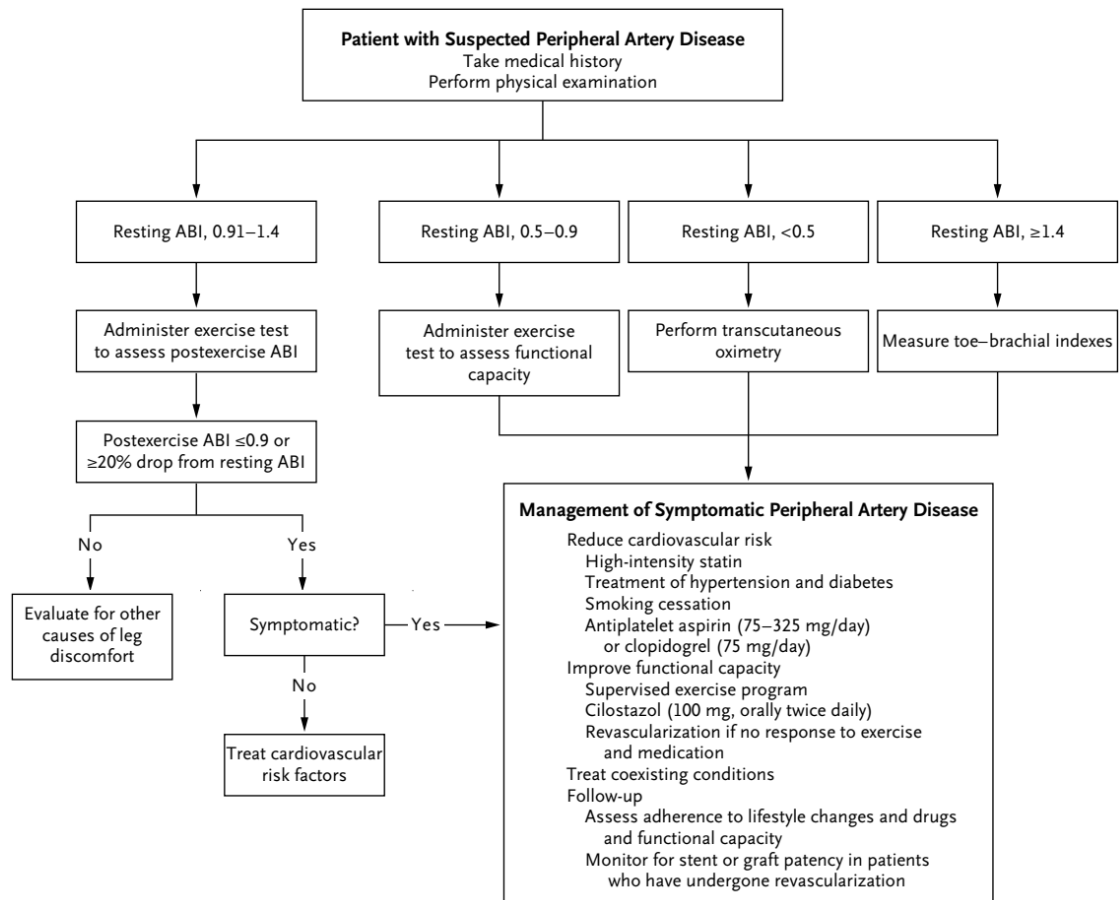 Patient with Suspected Peripheral Artery Disease
Take medical history
Perform physical examination
Resting ABI, 0.91–1.4
Resting ABI, 0.5–0.9
Resting ABI, <0.5
Resting ABI, ≥1.4
Administer exercise test
to assess postexercise ABI
Administer exercise
test to assess functional
capacity
Perform transcutaneous
oximetry
Measure toe–brachial indexes
Postexercise ABI ≤0.9 or
≥20% drop from resting ABI
No
Yes
Evaluate for other
causes of leg
discomfort
Symptomatic?
Yes
No
Treat cardiovascular
risk factors
Management of Symptomatic Peripheral Artery Disease
Reduce cardiovascular risk
High-intensity statin
Treatment of hypertension and diabetes
Smoking cessation
Antiplatelet aspirin (75–325 mg/day)
or clopidogrel (75 mg/day)
Improve functional capacity
Supervised exercise program
Cilostazol (100 mg, orally twice daily)
Revascularization if no response to exercise
and medication
Treat coexisting conditions
Follow-up
Assess adherence to lifestyle changes and drugs
and functional capacity
Monitor for stent or graft patency in patients
who have undergone revascularization